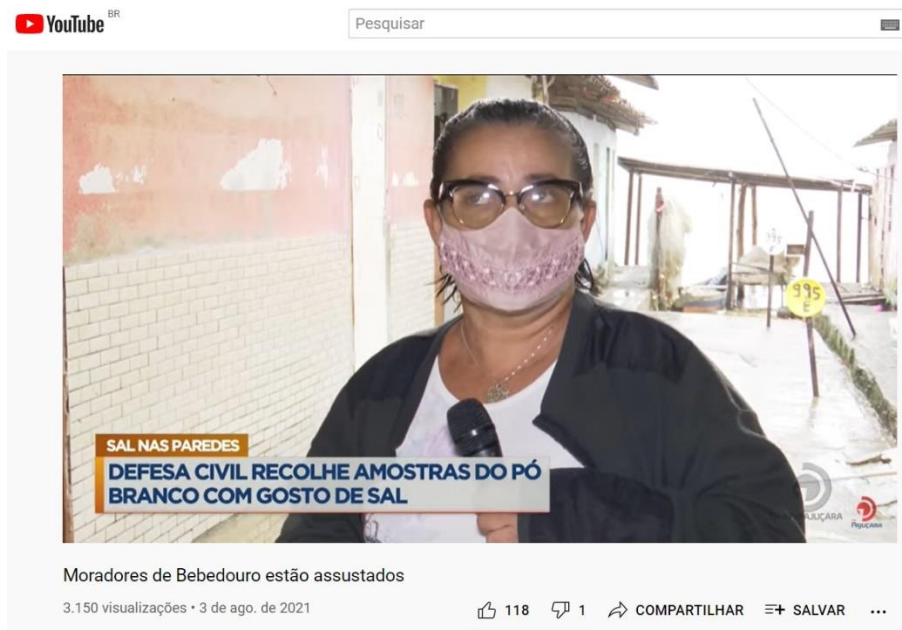 YouTube BR
Pesquisar
995
E
SAL NAS PAREDES
DEFESA CIVIL RECOLHE AMOSTRAS DO PÓ
BRANCO COM GOSTO DE SAL
PAJUÇARA
Moradores de Bebedouro estão assustados
3.150 visualizações • 3 de ago. de 2021
118
1
COMPARTILHAR
SALVAR